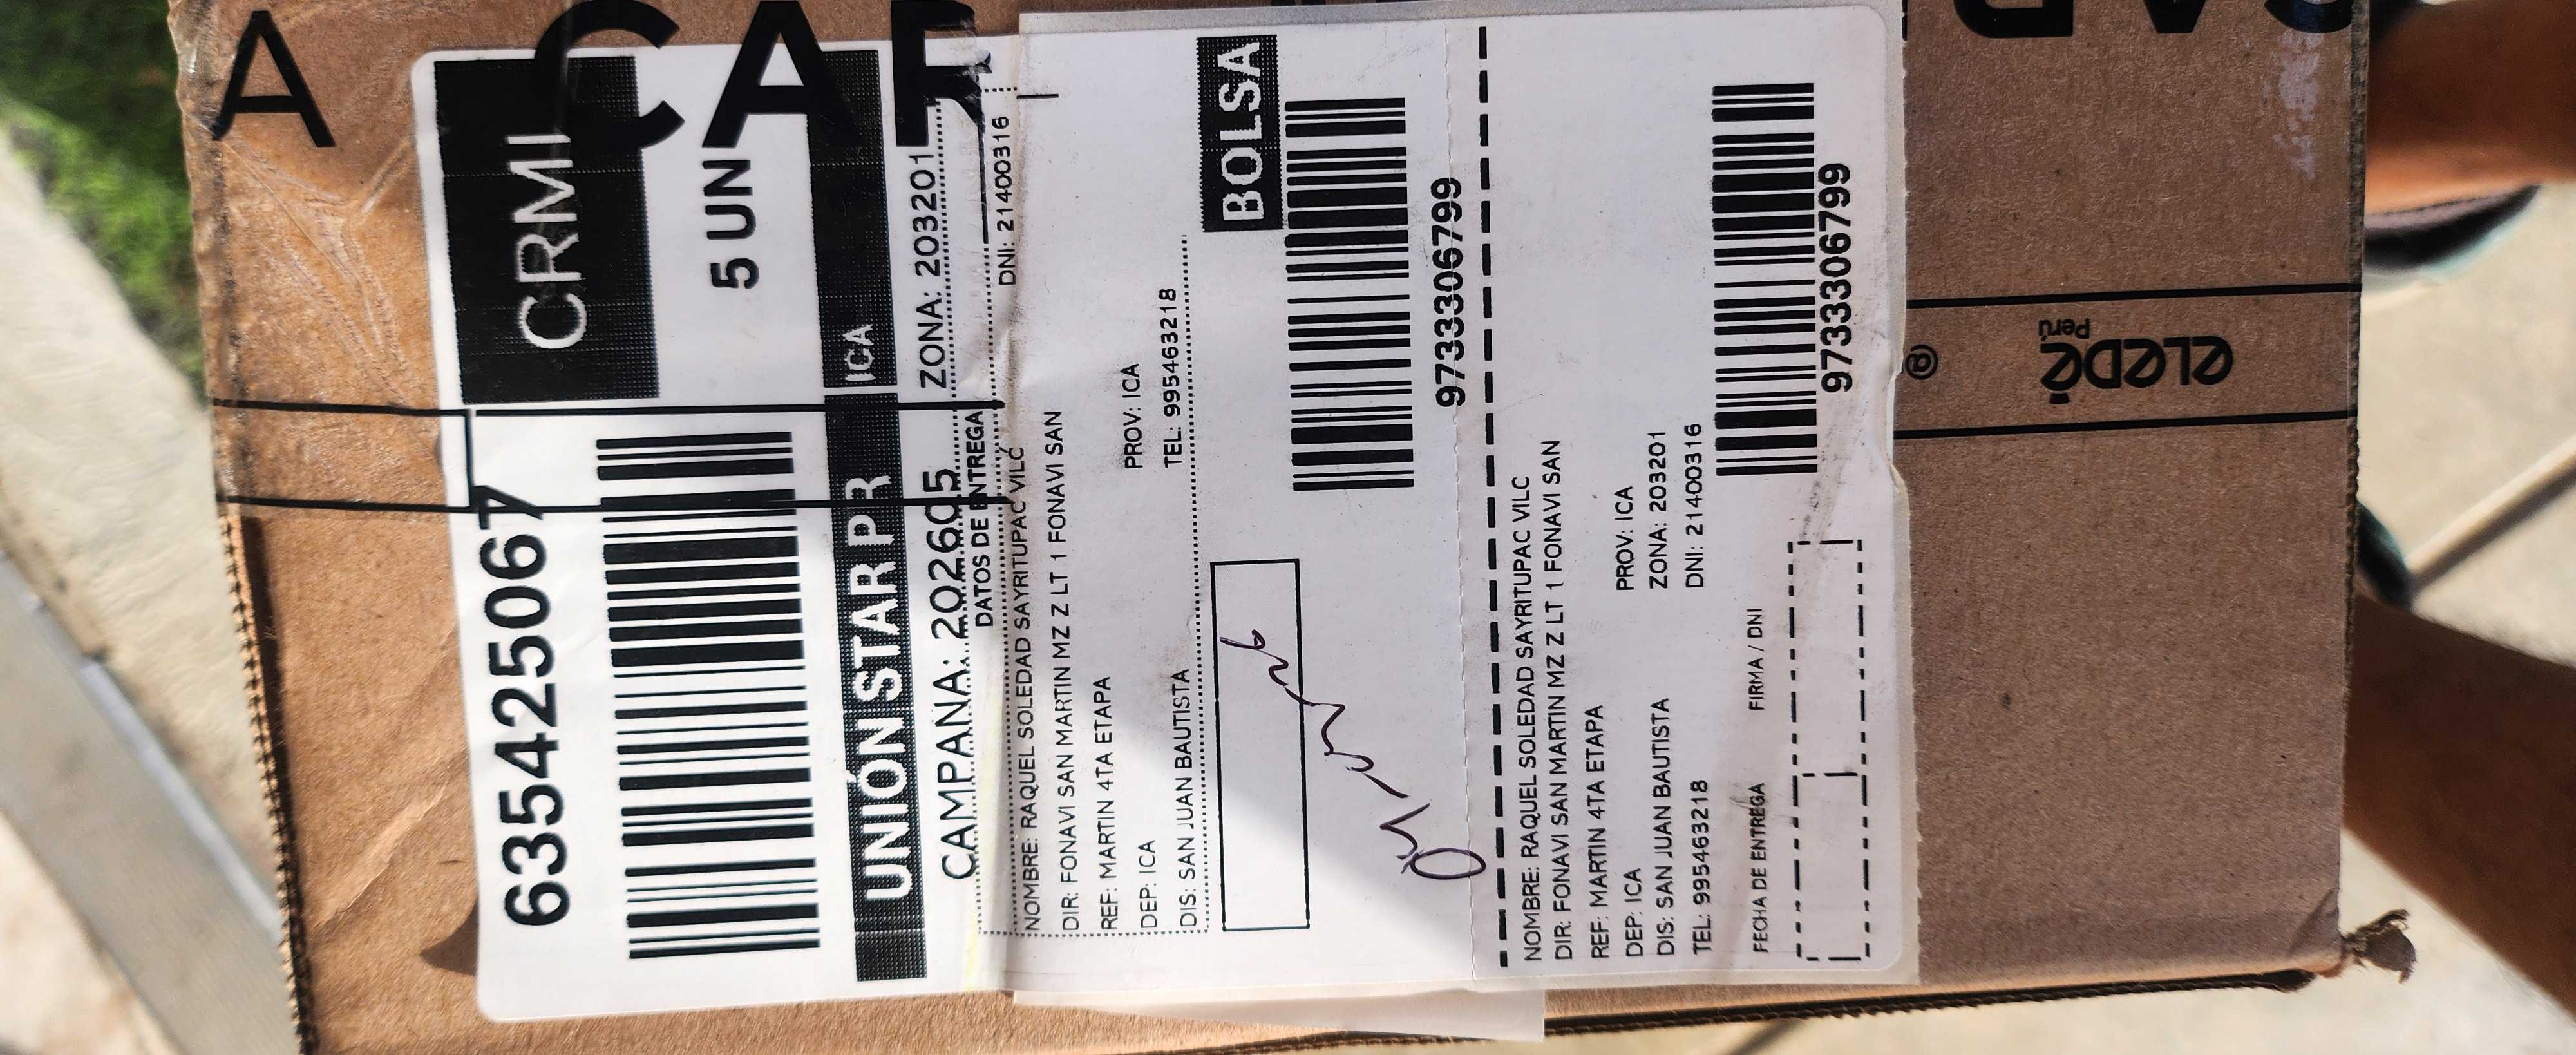 A CAR
CAR
6354425067
CRMI
5 UN
UNIÓNSTAR PR ICA
CAMPAÑA: 202605 ZONA: 203201
DATOS DE ENTREGA
DNI: 21400316
NOMBRE: RAQUEL SOLEDAD SAYRITUPAC VILC
DIR: FONAVI SAN MARTIN MZ Z LT 1 FONAVI SAN
REF: MARTIN 4TA ETAPA
DEP: ICA PROV: ICA
DIS: SAN JUAN BAUTISTA TEL: 995463218
BOLSA
9733306799
NOMBRE: RAQUEL SOLEDAD SAYRITUPAC VILC
DIR: FONAVI SAN MARTIN MZ Z LT 1 FONAVI SAN
REF: MARTIN 4TA ETAPA
DEP: ICA PROV: ICA
DIS: SAN JUAN BAUTISTA ZONA: 203201
TEL: 995463218 DNI: 21400316
FECHA DE ENTREGA FIRMA / DNI
9733306799
®
eLeDé
Perú